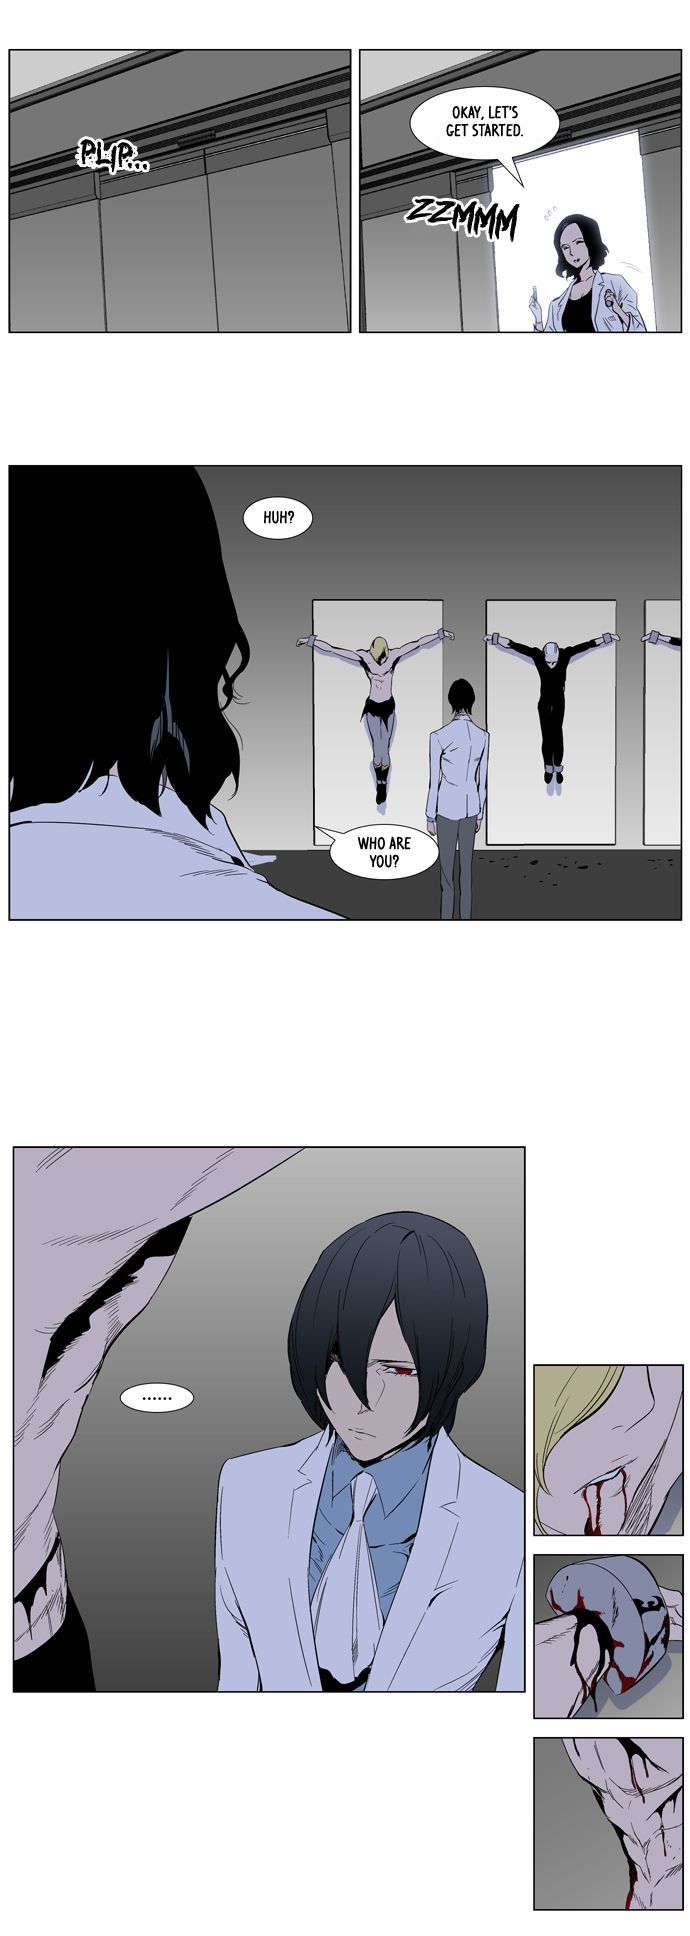 PLIP...
OKAY, LET'S
GET STARTED.
ZZMMM
HUH?
WHO ARE
YOU?
......